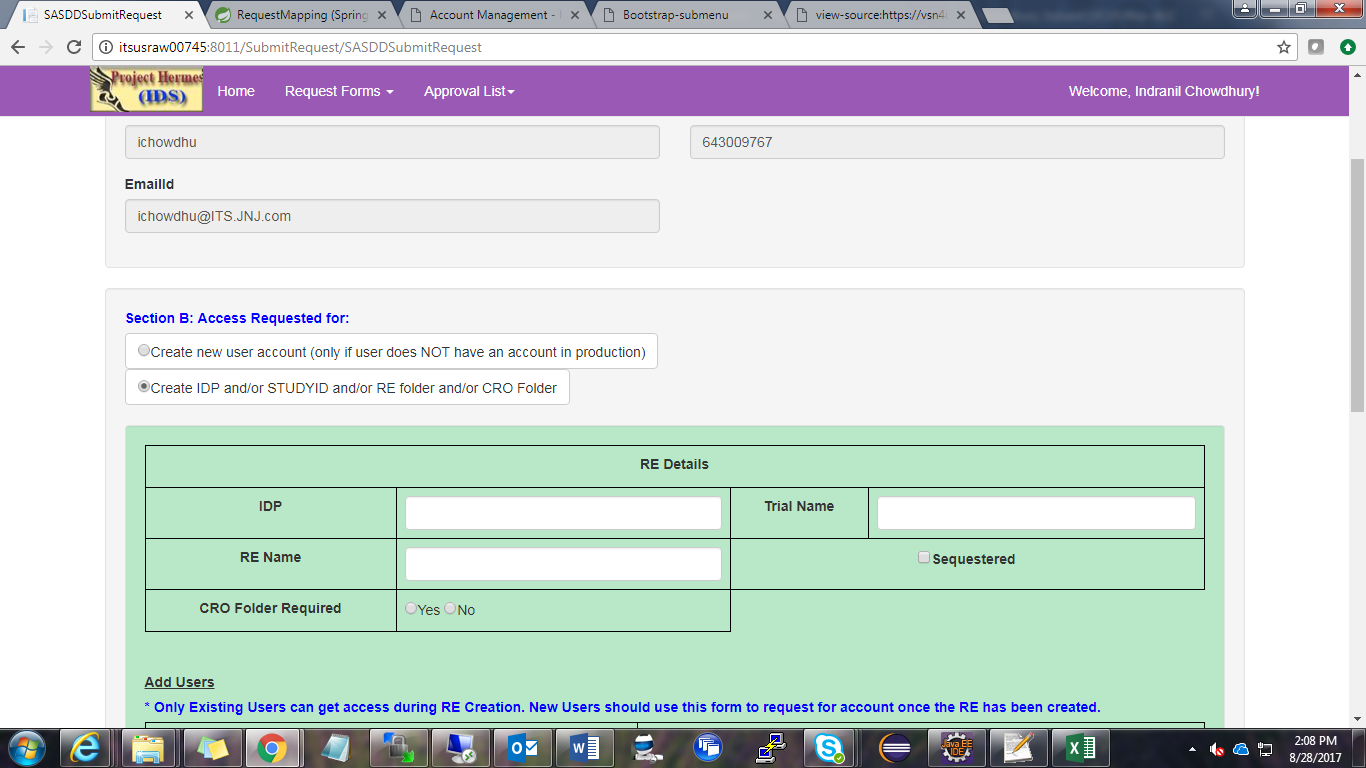 SASDDSubmitRequest
RequestMapping (Spring
Account Management -
Bootstrap-submenu
view-source:https://vsn4
itsusraw00745:8011/SubmitRequest/SASDDSubmitRequest
Project Hermes
(IDS)
Home
Request Forms
Approval List
Welcome, Indranil Chowdhury!
ichowdhu
643009767
EmailId
ichowdhu@ITS.JNJ.com
Section B: Access Requested for:
Create new user account (only if user does NOT have an account in production)
Create IDP and/or STUDYID and/or RE folder and/or CRO Folder
RE Details
IDP
Trial Name
RE Name
Sequestered
CRO Folder Required
Yes No
Add Users
* Only Existing Users can get access during RE Creation. New Users should use this form to request for account once the RE has been created.
Java EE
IDE
2:08 PM
8/28/2017